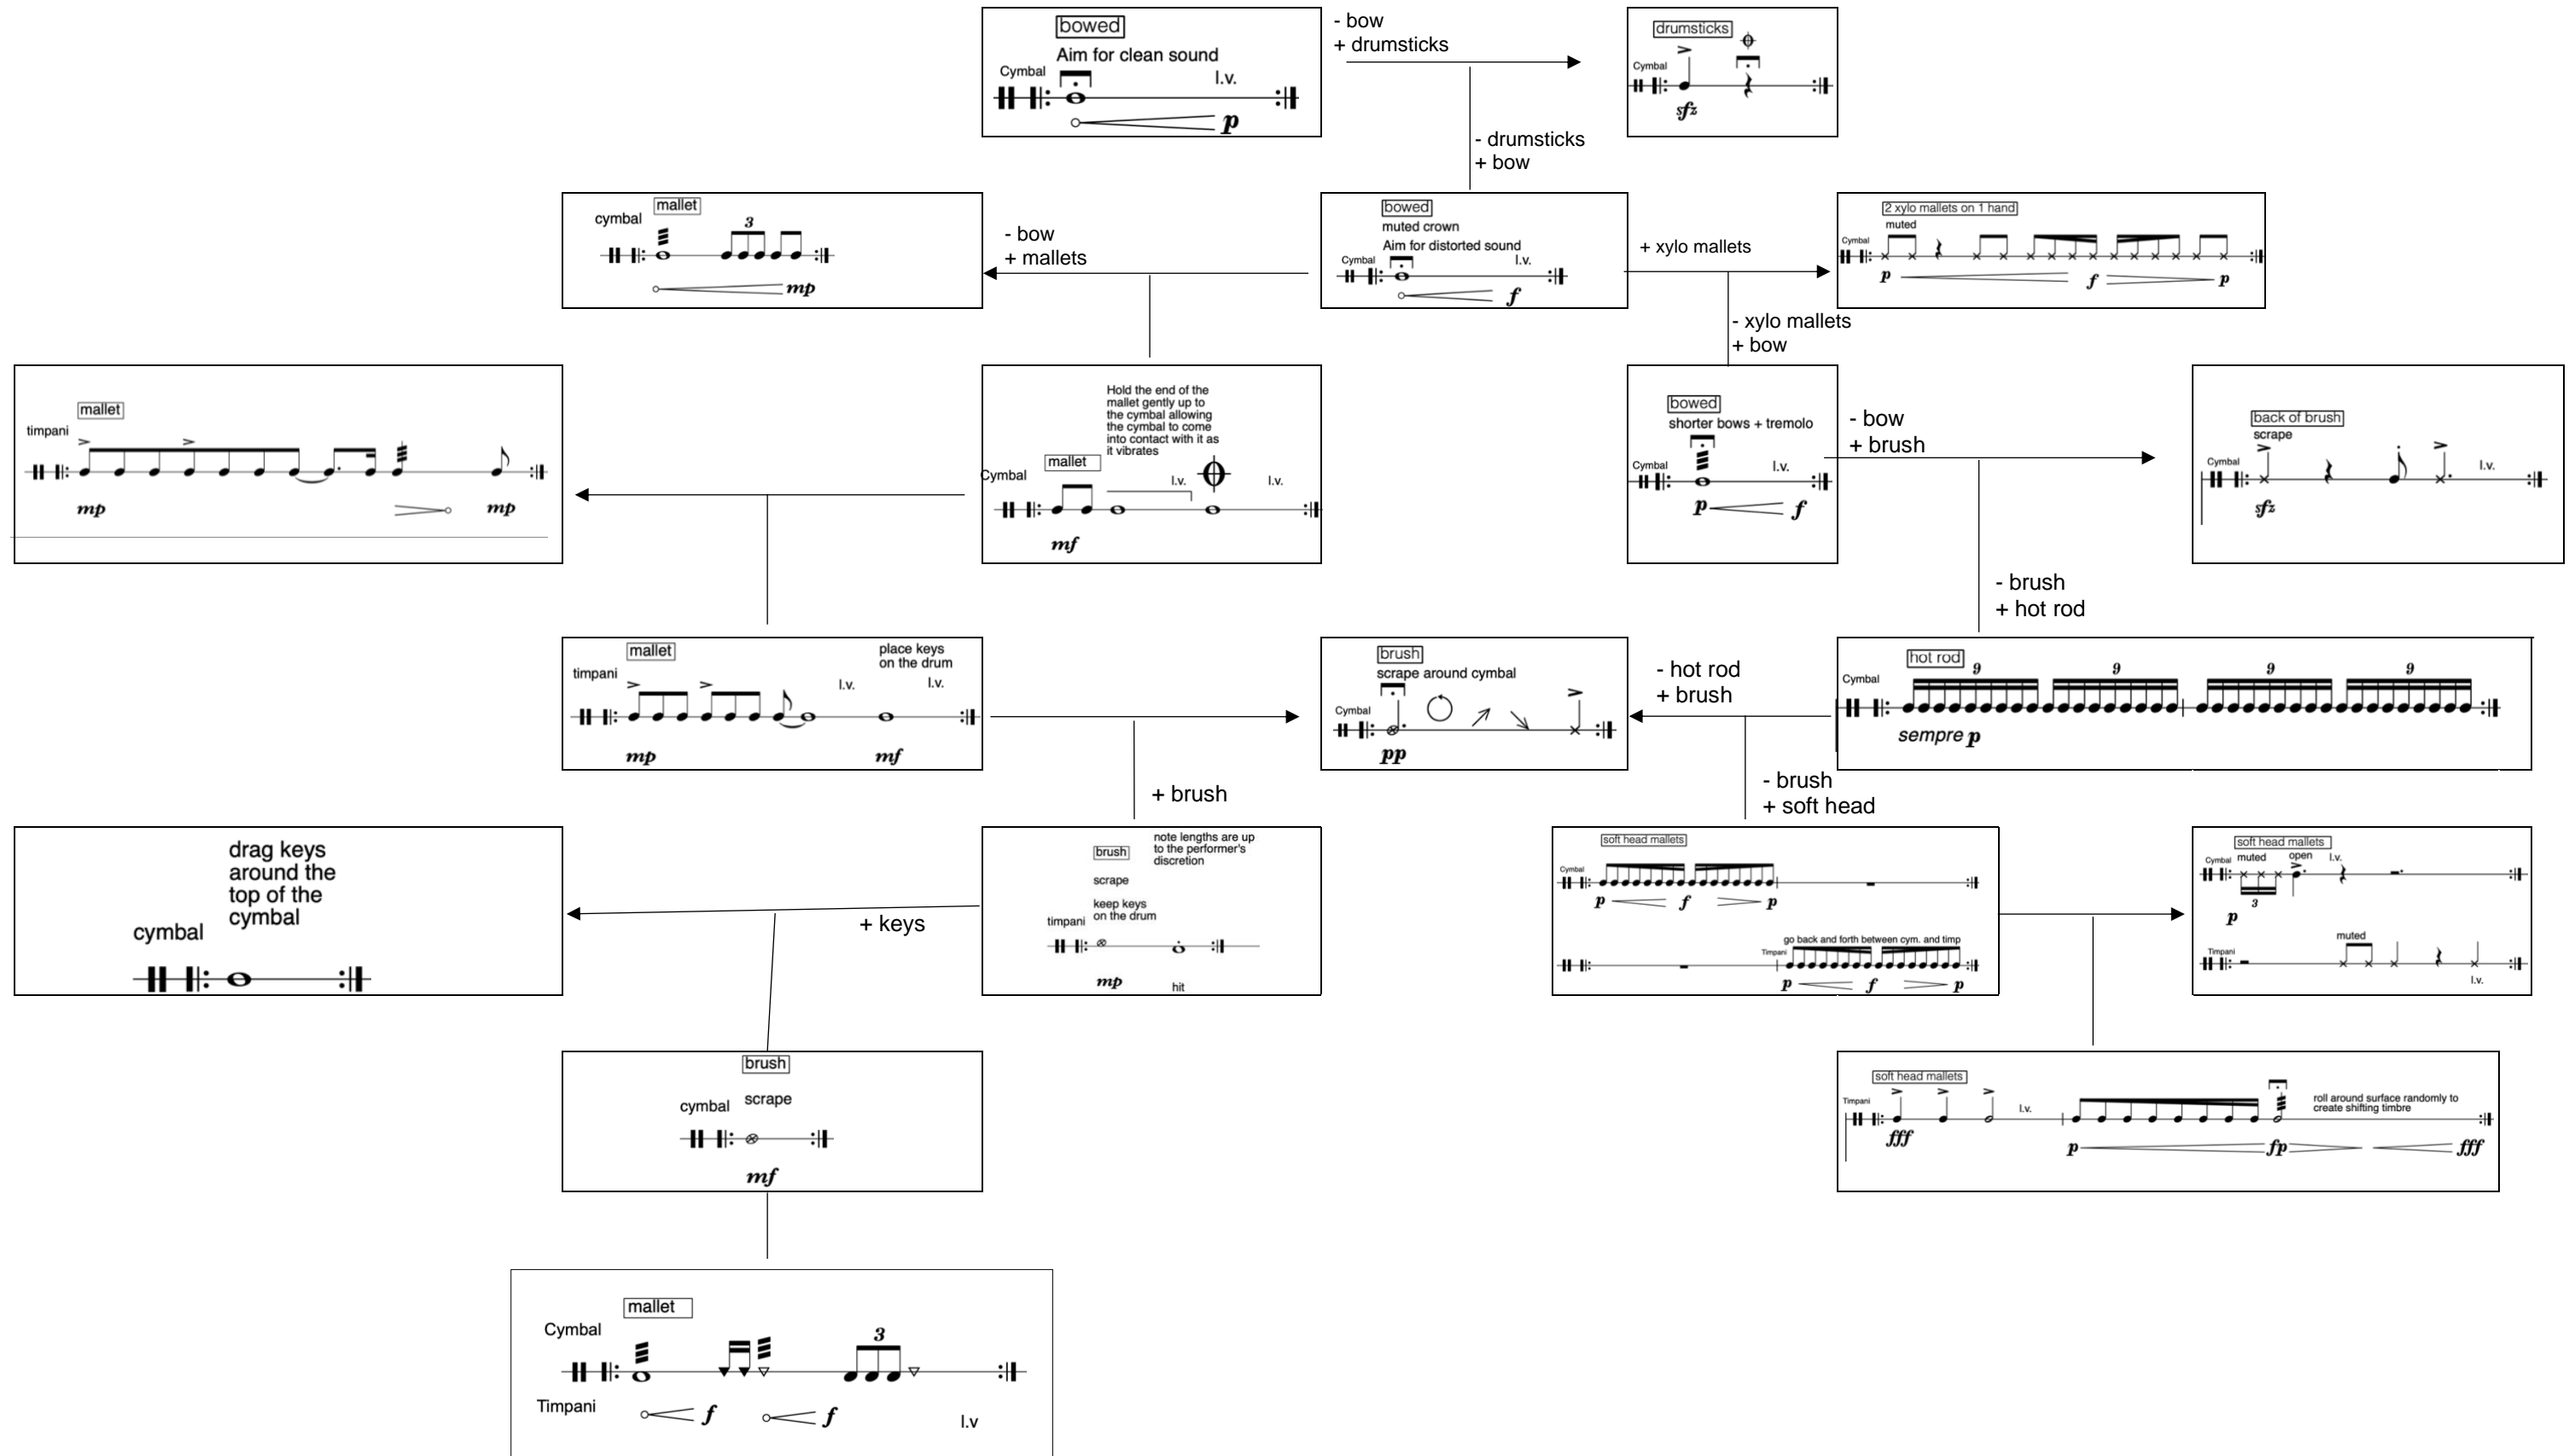 bowed
Aim for clean sound
Cymbal
l.v.
p
- bow
+ drumsticks
drumsticks
Cymbal
sfz
- drumsticks
+ bow
cymbal
mallet
3
mp
- bow
+ mallets
bowed
muted crown
Aim for distorted sound
Cymbal
l.v.
f
+ xylo mallets
2 xylo mallets on 1 hand
muted
Cymbal
p f p
- xylo mallets
+ bow
mallet
timpani
mp mp
Hold the end of the
mallet gently up to
the cymbal allowing
the cymbal to come
into contact with it as
it vibrates
mallet
Cymbal
l.v. l.v.
mf
bowed
shorter bows + tremolo
Cymbal
l.v.
p f
- bow
+ brush
back of brush
scrape
Cymbal
l.v.
sfz
- brush
+ hot rod
mallet
timpani
place keys
on the drum
l.v. l.v.
mp mf
brush
scrape around cymbal
Cymbal
pp
- hot rod
+ brush
hot rod
Cymbal
9 9 9 9
sempre p
+ brush
- brush
+ soft head
drag keys
around the
top of the
cymbal
cymbal
+ keys
note lengths are up
to the performer's
discretion
brush
scrape
keep keys
on the drum
timpani
mp
hit
soft head mallets
Cymbal
p f p
go back and forth between cym. and timp
Timpani
p f p
soft head mallets
Cymbal muted open l.v.
3
p
muted
Timpani
l.v.
brush
cymbal
scrape
mf
soft head mallets
Timpani
l.v.
roll around surface randomly to
create shifting timbre
fff p fp fff
mallet
Cymbal
3
Timpani
f f
l.v